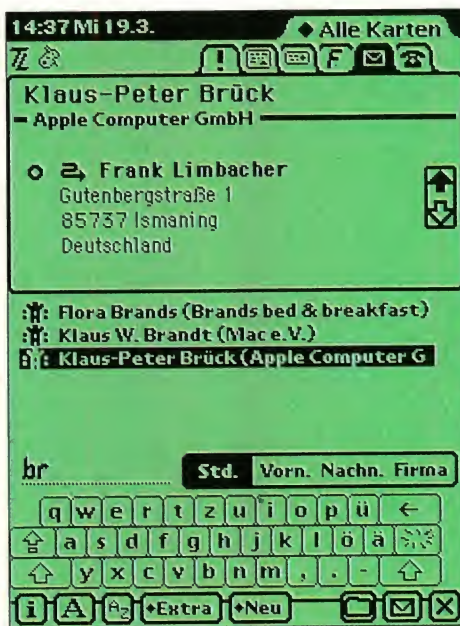 14:37 Mi 19.3. ◆ Alle Karten
! F
Klaus-Peter Brück
Apple Computer GmbH
Frank Limbacher
Gutenbergstraße 1
85737 Ismaning
Deutschland
Flora Brands (Brands bed & breakfast)
Klaus W. Brandt (Mac e.V.)
Klaus-Peter Brück (Apple Computer G
br
Std. Vorn. Nachn. Firma
q w e r t z u i o p ü ←
a s d f g h j k l ö ä
y x c v b n m , . -
i A Az ◆Extra ◆Neu X